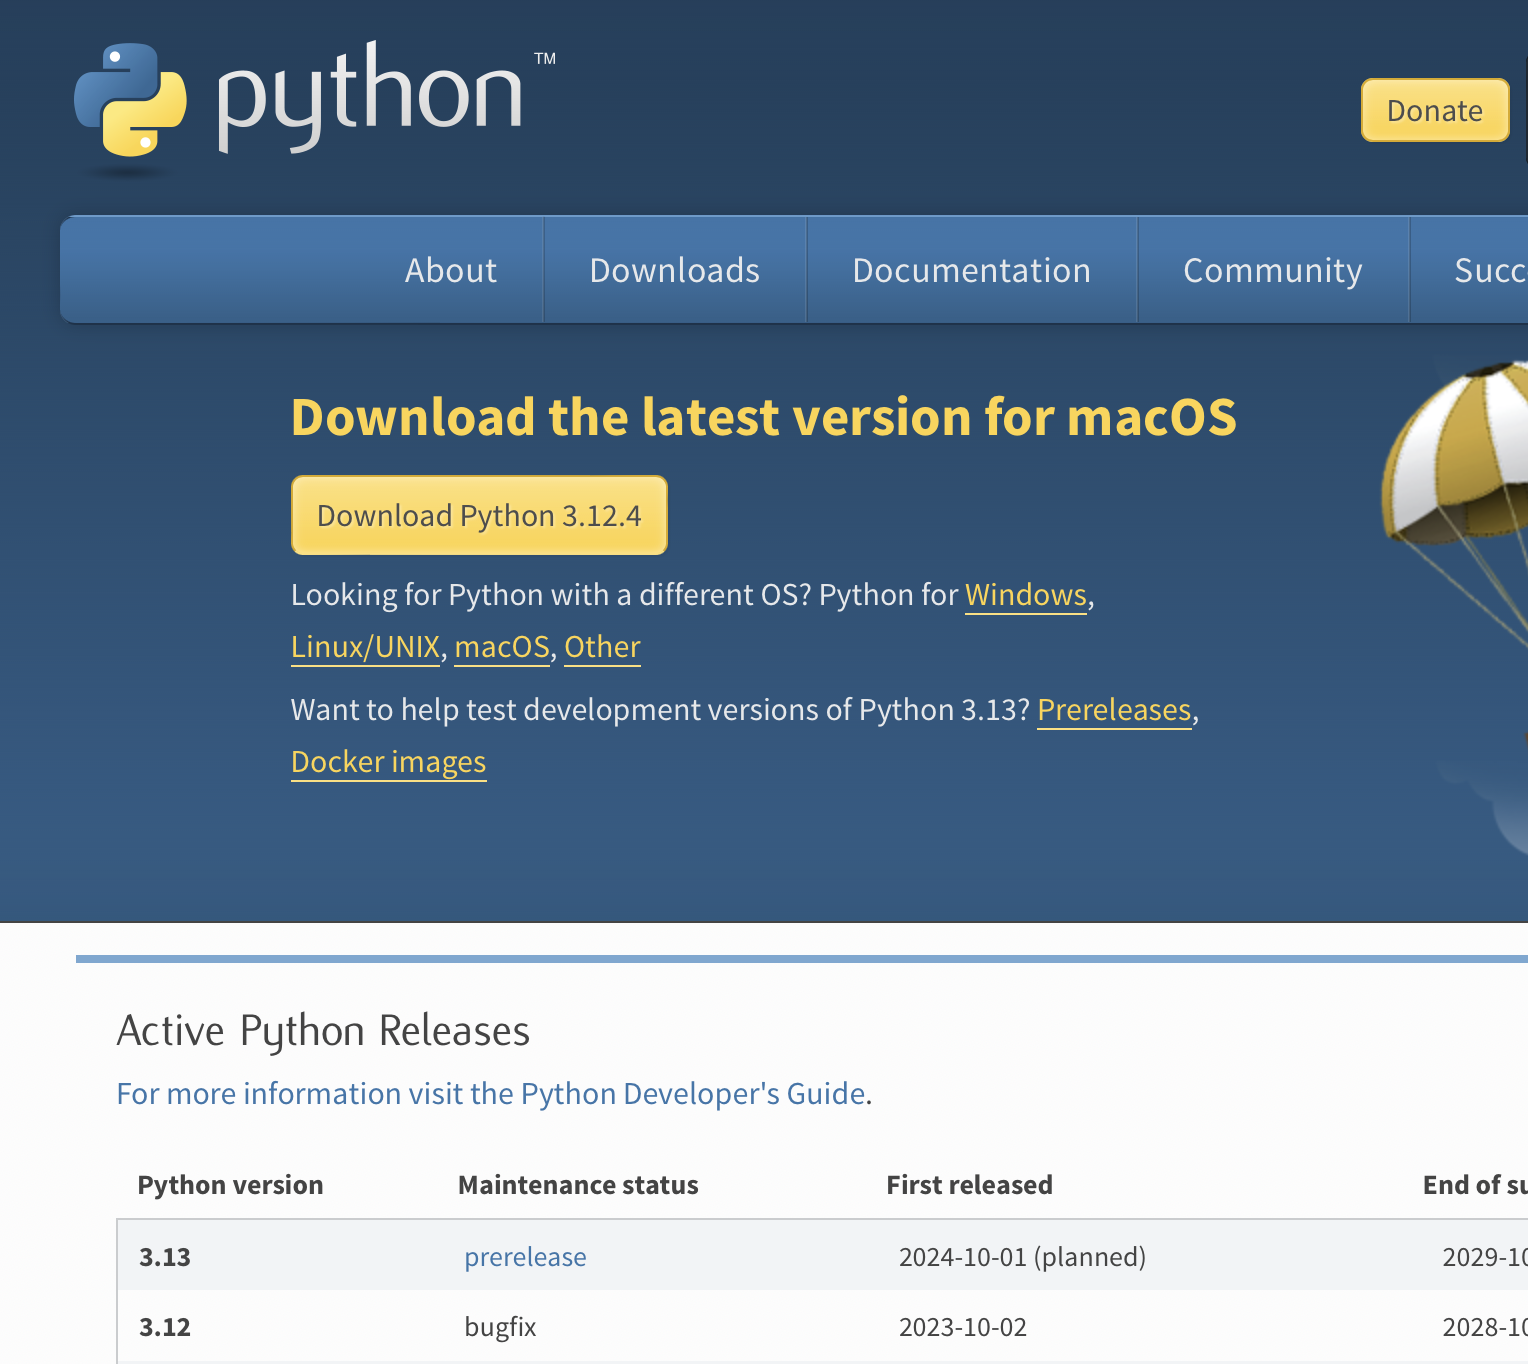 python™
Donate
About Downloads Documentation Community Succ
Download the latest version for macOS
Download Python 3.12.4
Looking for Python with a different OS? Python for Windows,
Linux/UNIX, macOS, Other
Want to help test development versions of Python 3.13? Prereleases,
Docker images
Active Python Releases
For more information visit the Python Developer's Guide.
Python version Maintenance status First released End of su
3.13 prerelease 2024-10-01 (planned) 2029-10
3.12 bugfix 2023-10-02 2028-10